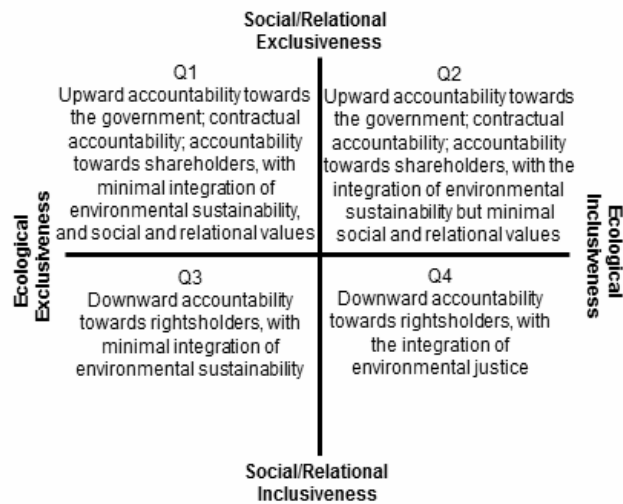 Social/Relational
Exclusiveness
Q1
Upward accountability towards
the government; contractual
accountability; accountability
towards shareholders, with
minimal integration of
environmental sustainability,
and social and relational values
Q2
Upward accountability towards
the government; contractual
accountability; accountability
towards shareholders, with the
integration of environmental
sustainability but minimal
social and relational values
Ecological
Exclusiveness
Ecological
Inclusiveness
Q3
Downward accountability
towards rightsholders, with
minimal integration of
environmental sustainability
Q4
Downward accountability
towards rightsholders, with
the integration of
environmental justice
Social/Relational
Inclusiveness